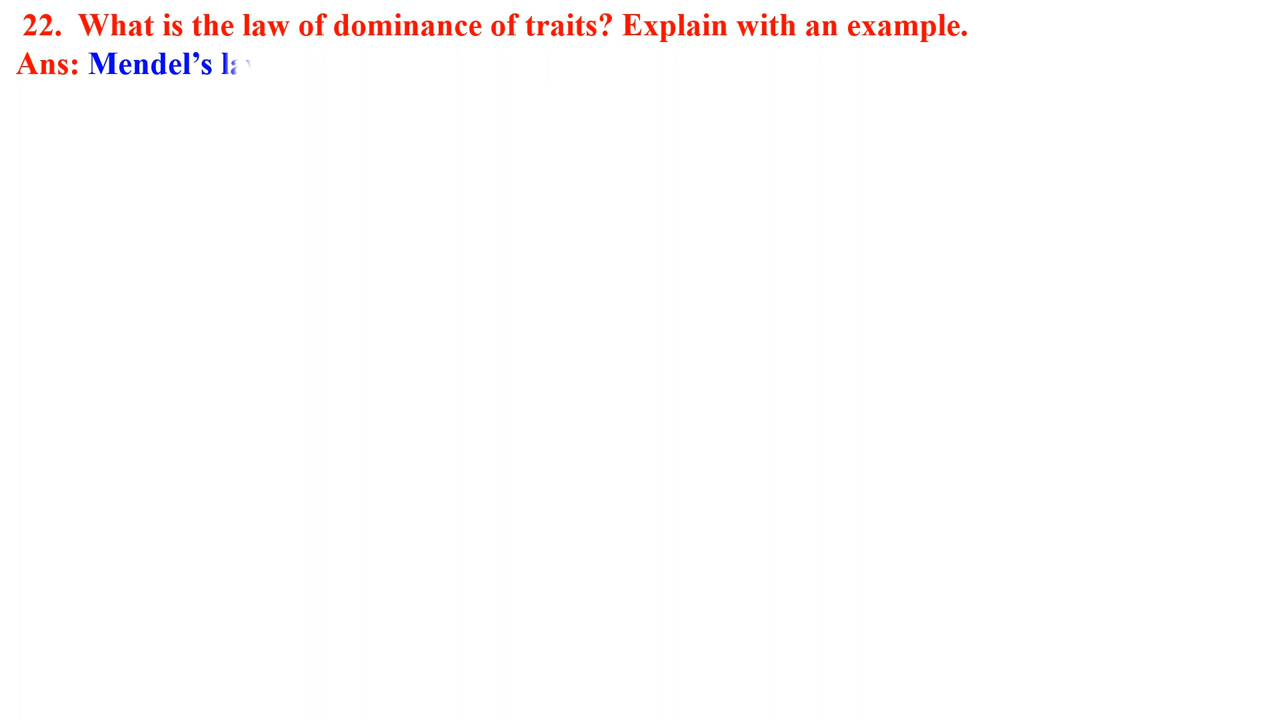 22. What is the law of dominance of traits? Explain with an example.
Ans: Mendel's